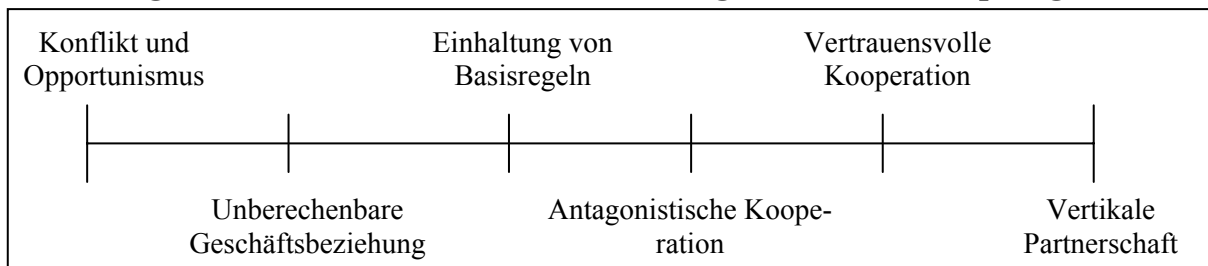 Konflikt und
Opportunismus
Einhaltung von
Basisregeln
Vertrauensvolle
Kooperation
Unberechenbare
Geschäftsbeziehung
Antagonistische Koope-
ration
Vertikale
Partnerschaft